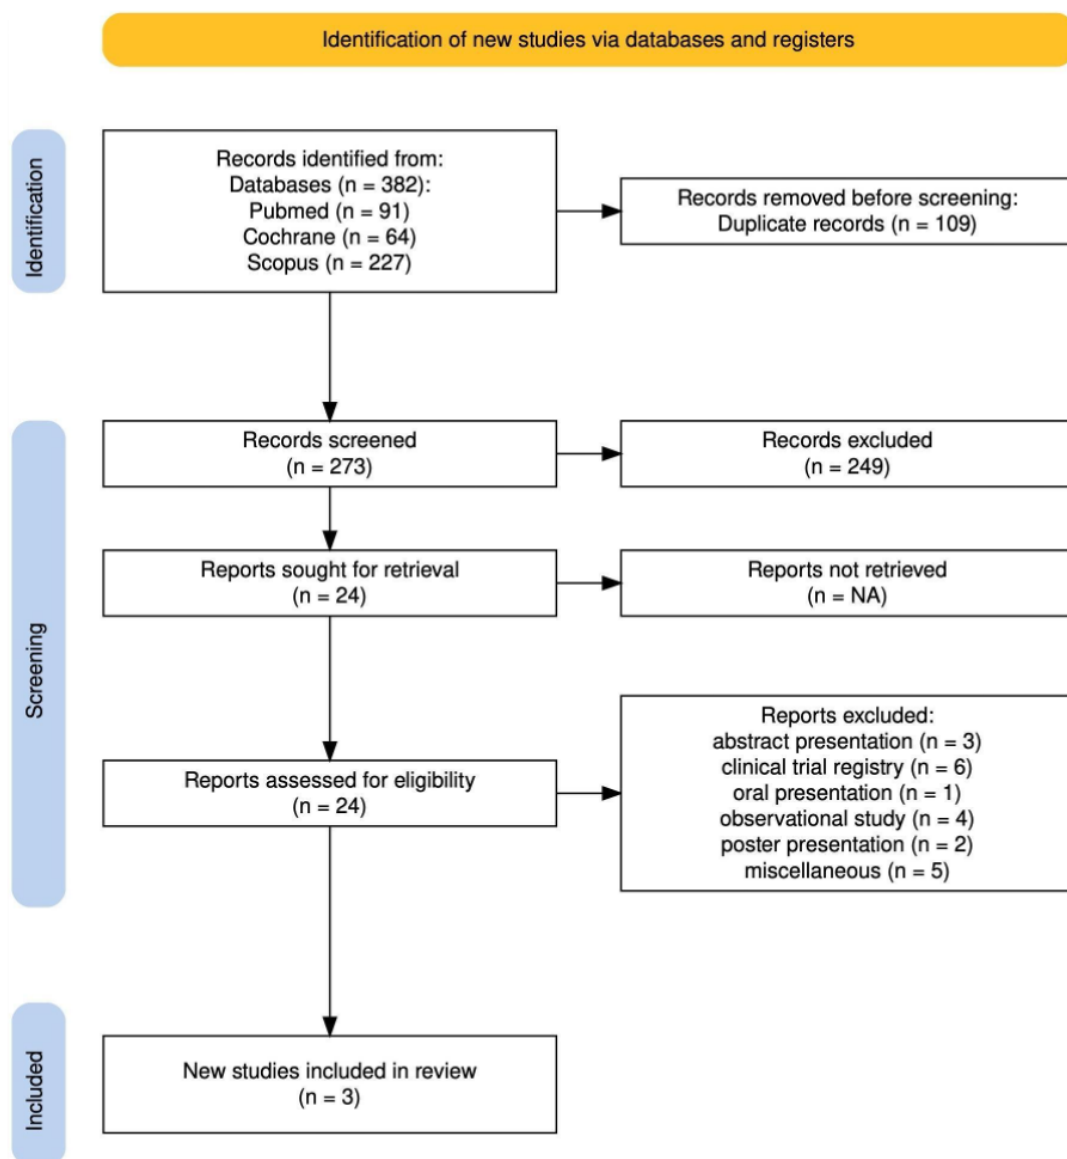 Identification of new studies via databases and registers
Identification
Records identified from:
Databases (n = 382):
Pubmed (n = 91)
Cochrane (n = 64)
Scopus (n = 227)
Records removed before screening:
Duplicate records (n = 109)
Screening
Records screened
(n = 273)
Records excluded
(n = 249)
Reports sought for retrieval
(n = 24)
Reports not retrieved
(n = NA)
Reports assessed for eligibility
(n = 24)
Reports excluded:
abstract presentation (n = 3)
clinical trial registry (n = 6)
oral presentation (n = 1)
observational study (n = 4)
poster presentation (n = 2)
miscellaneous (n = 5)
Included
New studies included in review
(n = 3)